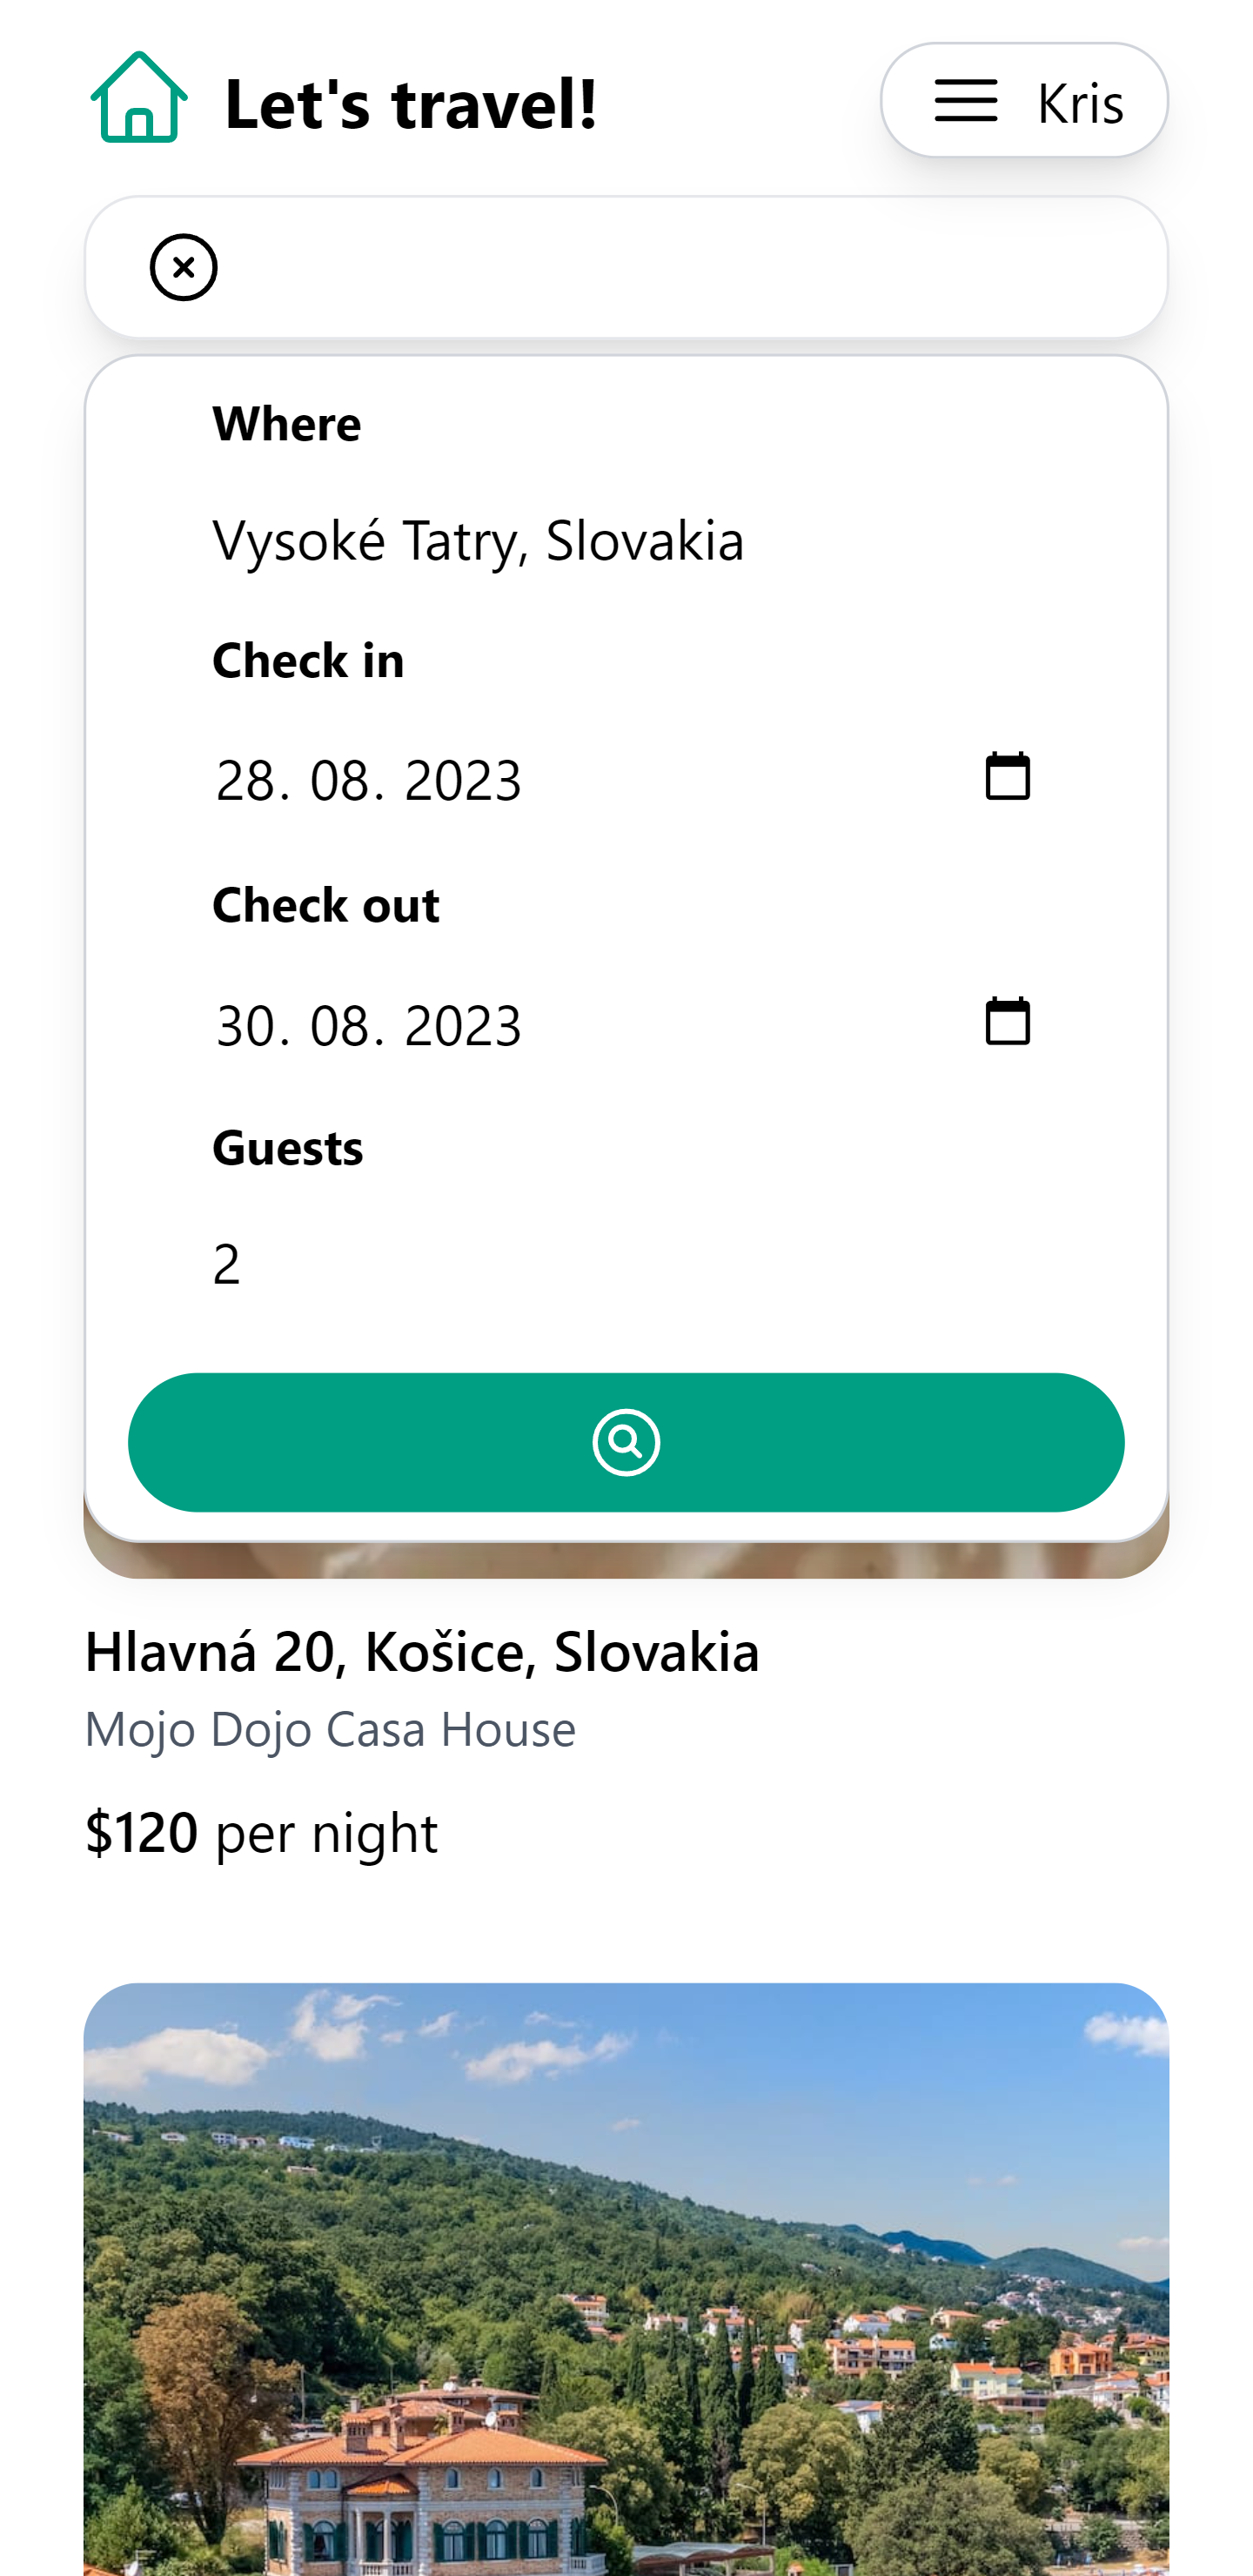 Let's travel!
Kris
Where
Vysoké Tatry, Slovakia
Check in
28. 08. 2023
Check out
30. 08. 2023
Guests
2
Hlavná 20, Košice, Slovakia
Mojo Dojo Casa House
$120 per night